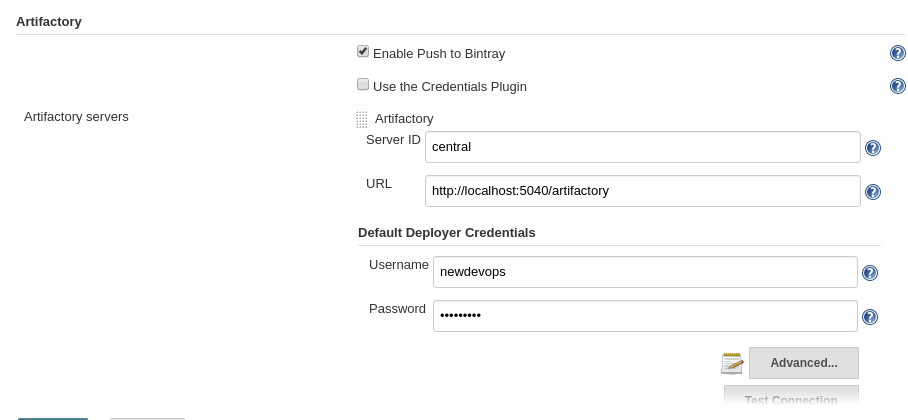 Artifactory
Enable Push to Bintray
Use the Credentials Plugin
Artifactory servers
Artifactory
Server ID
central
URL
http://localhost:5040/artifactory
Default Deployer Credentials
Username
newdevops
Password
•••••••••
Advanced...
Test Connection